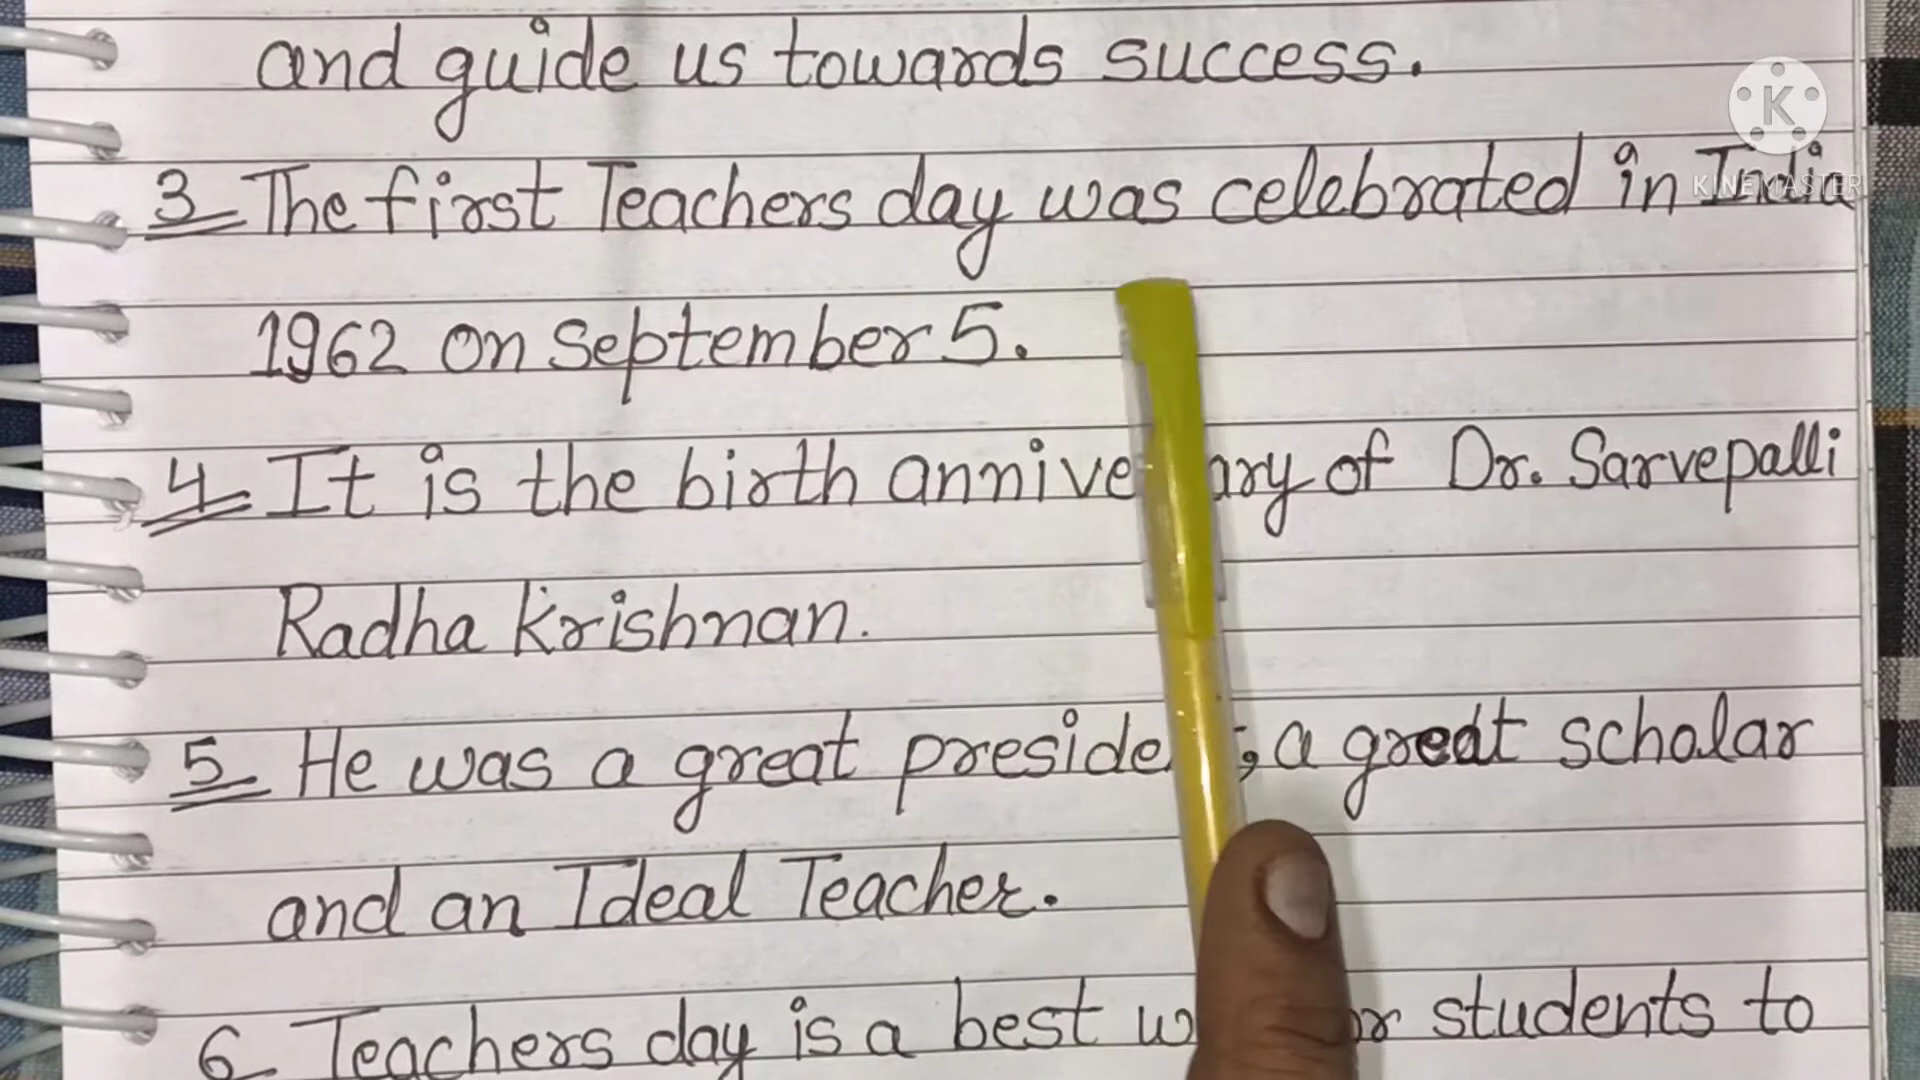 and guide us towards success.
3 The first Teachers day was celebrated in India
KINEMASTER
1962 on September 5.
4 It is the birth of Dr. Sarvepalli
Radha Krishnan.
5 He was a great , a great scholar
and an Ideal Teacher.
6 Teachers day is a best students to